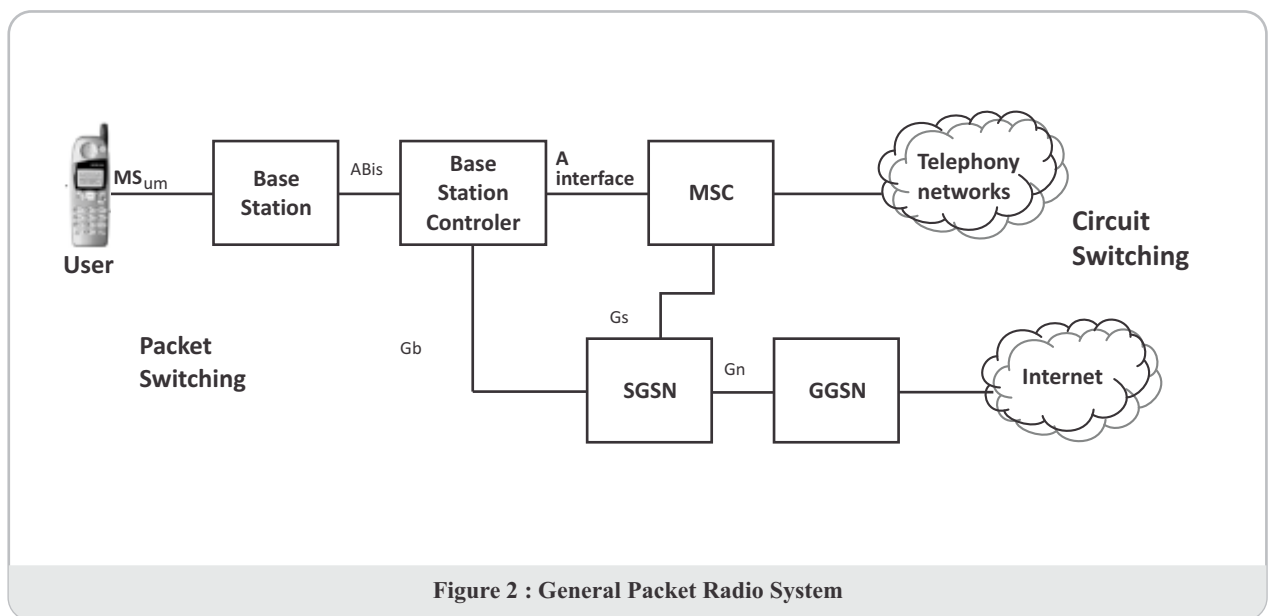 MSum
User
Base
Station
ABis
Base
Station
Controler
A
interface
MSC
Telephony
networks
Circuit
Switching
Packet
Switching
Gb
Gs
SGSN
Gn
GGSN
Internet
Figure 2 : General Packet Radio System